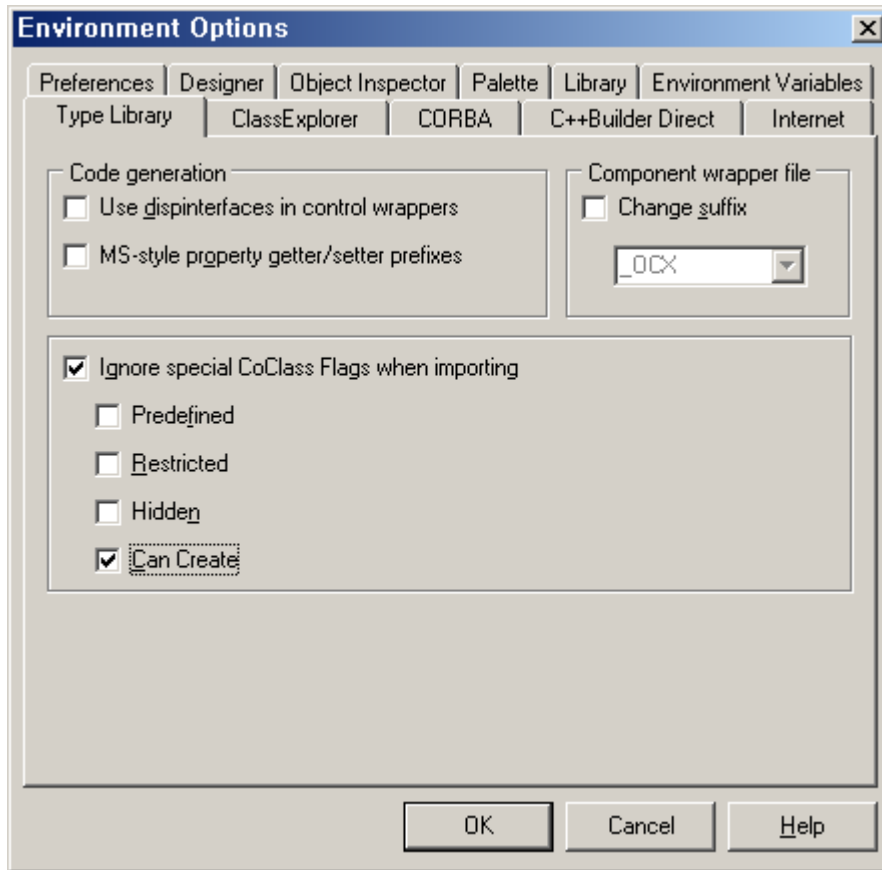 Environment Options
Preferences Designer Object Inspector Palette Library Environment Variables
Type Library ClassExplorer CORBA C++Builder Direct Internet
Code generation
Use dispinterfaces in control wrappers
MS-style property getter/setter prefixes
Component wrapper file
Change suffix
_OCX
Ignore special CoClass Flags when importing
Predefined
Restricted
Hidden
Can Create
OK Cancel Help